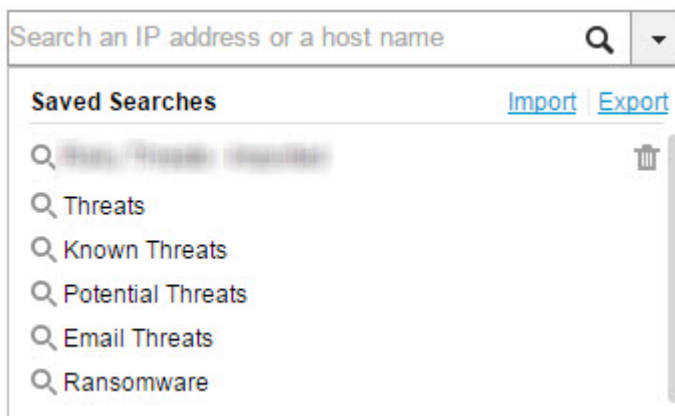 Search an IP address or a host name
Saved Searches Import Export
Threats
Known Threats
Potential Threats
Email Threats
Ransomware